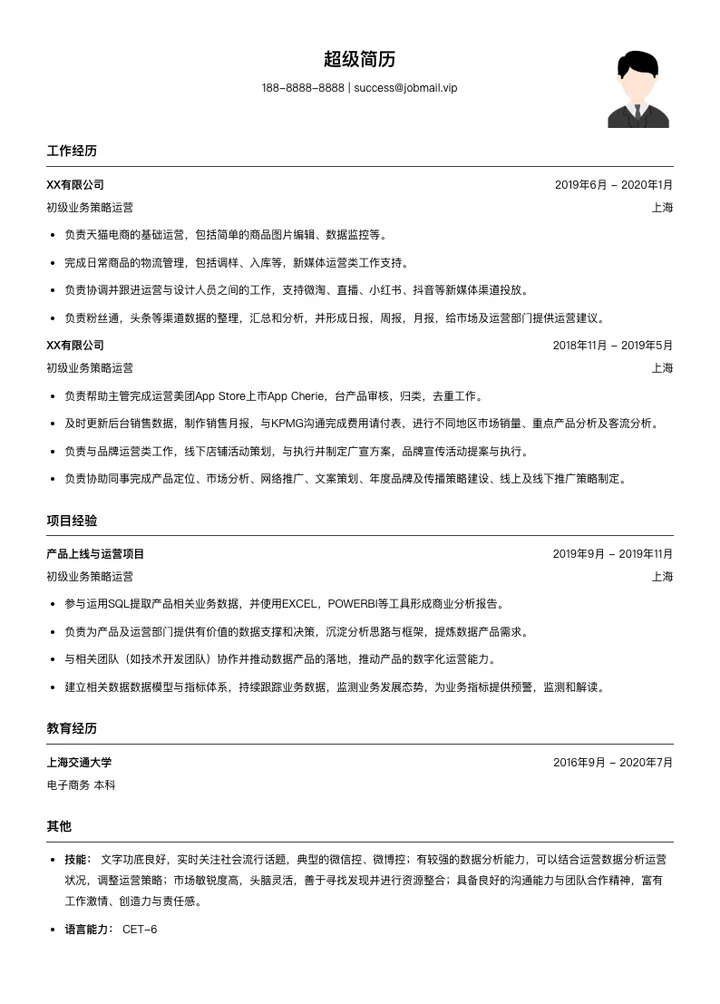 超级简历
188-8888-8888 | success@jobmail.vip
工作经历
XX有限公司 2019年6月 - 2020年1月
初级业务策略运营 上海
• 负责天猫电商的基础运营，包括简单的商品图片编辑、数据监控等。
• 完成日常商品的物流管理，包括调样、入库等，新媒体运营类工作支持。
• 负责协调并跟进运营与设计人员之间的工作，支持微淘、直播、小红书、抖音等新媒体渠道投放。
• 负责粉丝通，头条等渠道数据的整理，汇总和分析，并形成日报，周报，月报，给市场及运营部门提供运营建议。
XX有限公司 2018年11月 - 2019年5月
初级业务策略运营 上海
• 负责帮助主管完成运营美团App Store上市App Cherie，台产品审核，归类，去重工作。
• 及时更新后台销售数据，制作销售月报，与KPMG沟通完成费用请付表，进行不同地区市场销量、重点产品分析及客流分析。
• 负责与品牌运营类工作，线下店铺活动策划，与执行并制定广宣方案，品牌宣传活动提案与执行。
• 负责协助同事完成产品定位、市场分析、网络推广、文案策划、年度品牌及传播策略建设、线上及线下推广策略制定。
项目经验
产品上线与运营项目 2019年9月 - 2019年11月
初级业务策略运营 上海
• 参与运用SQL提取产品相关业务数据，并使用EXCEL，POWERBI等工具形成商业分析报告。
• 负责为产品及运营部门提供有价值的数据支撑和决策，沉淀分析思路与框架，提炼数据产品需求。
• 与相关团队（如技术开发团队）协作并推动数据产品的落地，推动产品的数字化运营能力。
• 建立相关数据数据模型与指标体系，持续跟踪业务数据，监测业务发展态势，为业务指标提供预警，监测和解读。
教育经历
上海交通大学 2016年9月 - 2020年7月
电子商务 本科
其他
• 技能： 文字功底良好，实时关注社会流行话题，典型的微信控、微博控；有较强的数据分析能力，可以结合运营数据分析运营
状况，调整运营策略；市场敏锐度高，头脑灵活，善于寻找发现并进行资源整合；具备良好的沟通能力与团队合作精神，富有
工作激情、创造力与责任感。
• 语言能力： CET-6